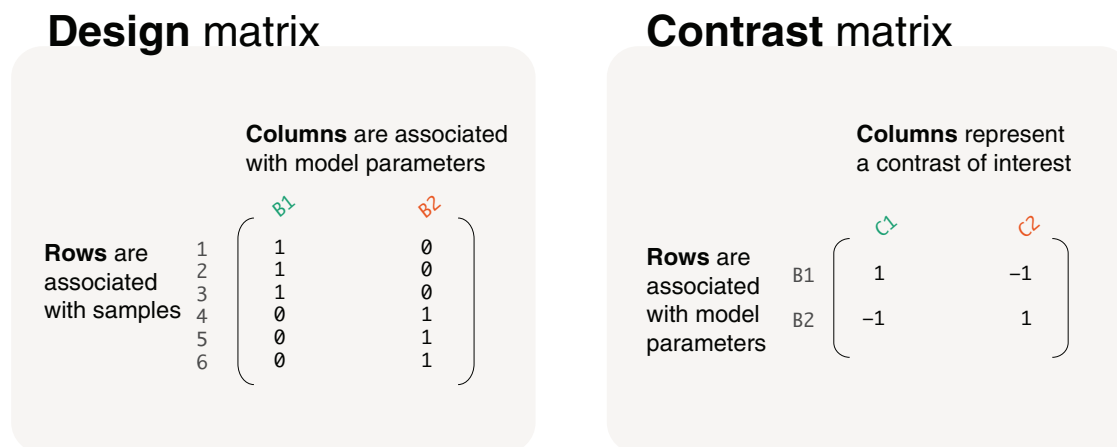 Design matrix
Columns are associated
with model parameters
B1 B2
Rows are
associated
with samples
1 1 0
2 1 0
3 1 0
4 0 1
5 0 1
6 0 1
Contrast matrix
Columns represent
a contrast of interest
C1 C2
Rows are
associated
with model
parameters
B1 1 −1
B2 −1 1